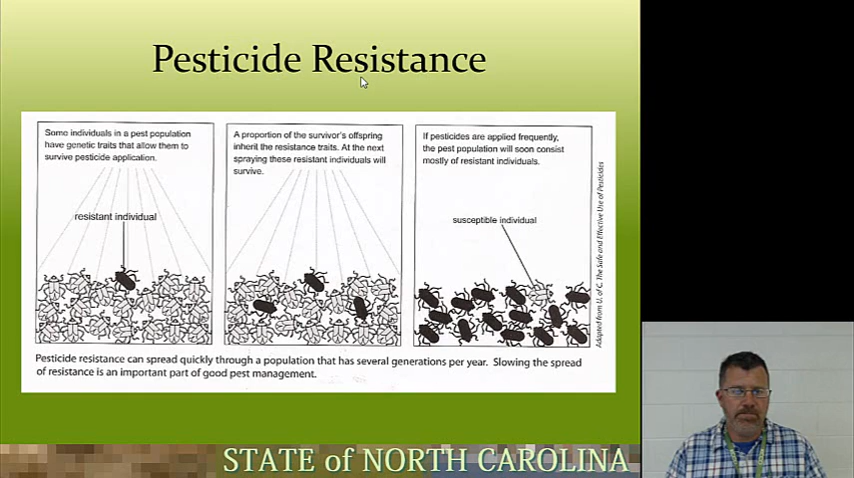 Pesticide Resistance
Some individuals in a pest population
have genetic traits that allow them to
survive pesticide application.
resistant individual
A proportion of the survivor's offspring
inherit the resistance traits. At the next
spraying these resistant individuals will
survive.
If pesticides are applied frequently,
the pest population will soon consist
mostly of resistant individuals.
susceptible individual
Adapted from U. of C. The Safe and Effective Use of Pesticides
Pesticide resistance can spread quickly through a population that has several generations per year. Slowing the spread
of resistance is an important part of good pest management.
STATE of NORTH CAROLINA